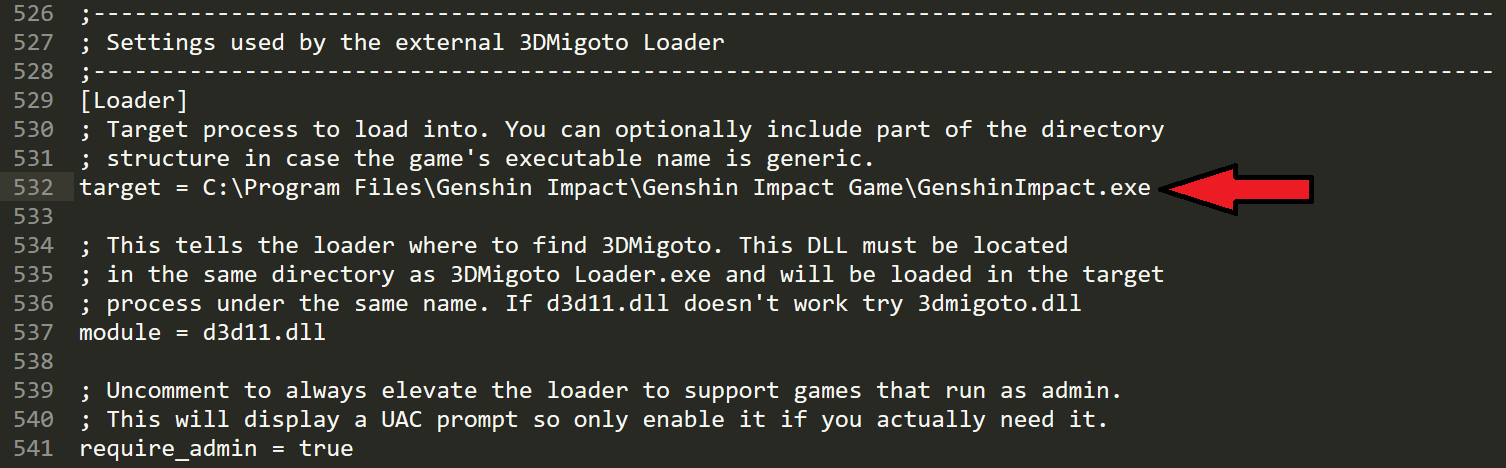 526 ;------------------------------------------------------------------------------------------------------
527 ; Settings used by the external 3DMigoto Loader
528 ;------------------------------------------------------------------------------------------------------
529 [Loader]
530 ; Target process to load into. You can optionally include part of the directory
531 ; structure in case the game's executable name is generic.
532 target = C:\Program Files\Genshin Impact\Genshin Impact Game\GenshinImpact.exe
533
534 ; This tells the loader where to find 3DMigoto. This DLL must be located
535 ; in the same directory as 3DMigoto Loader.exe and will be loaded in the target
536 ; process under the same name. If d3d11.dll doesn't work try 3dmigoto.dll
537 module = d3d11.dll
538
539 ; Uncomment to always elevate the loader to support games that run as admin.
540 ; This will display a UAC prompt so only enable it if you actually need it.
541 require_admin = true